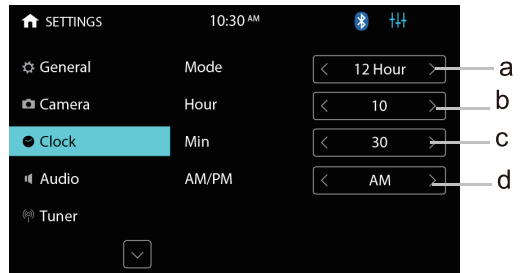 SETTINGS 10:30 AM
General Mode 12 Hour a
Camera Hour 10 b
Clock Min 30 c
Audio AM/PM AM d
Tuner